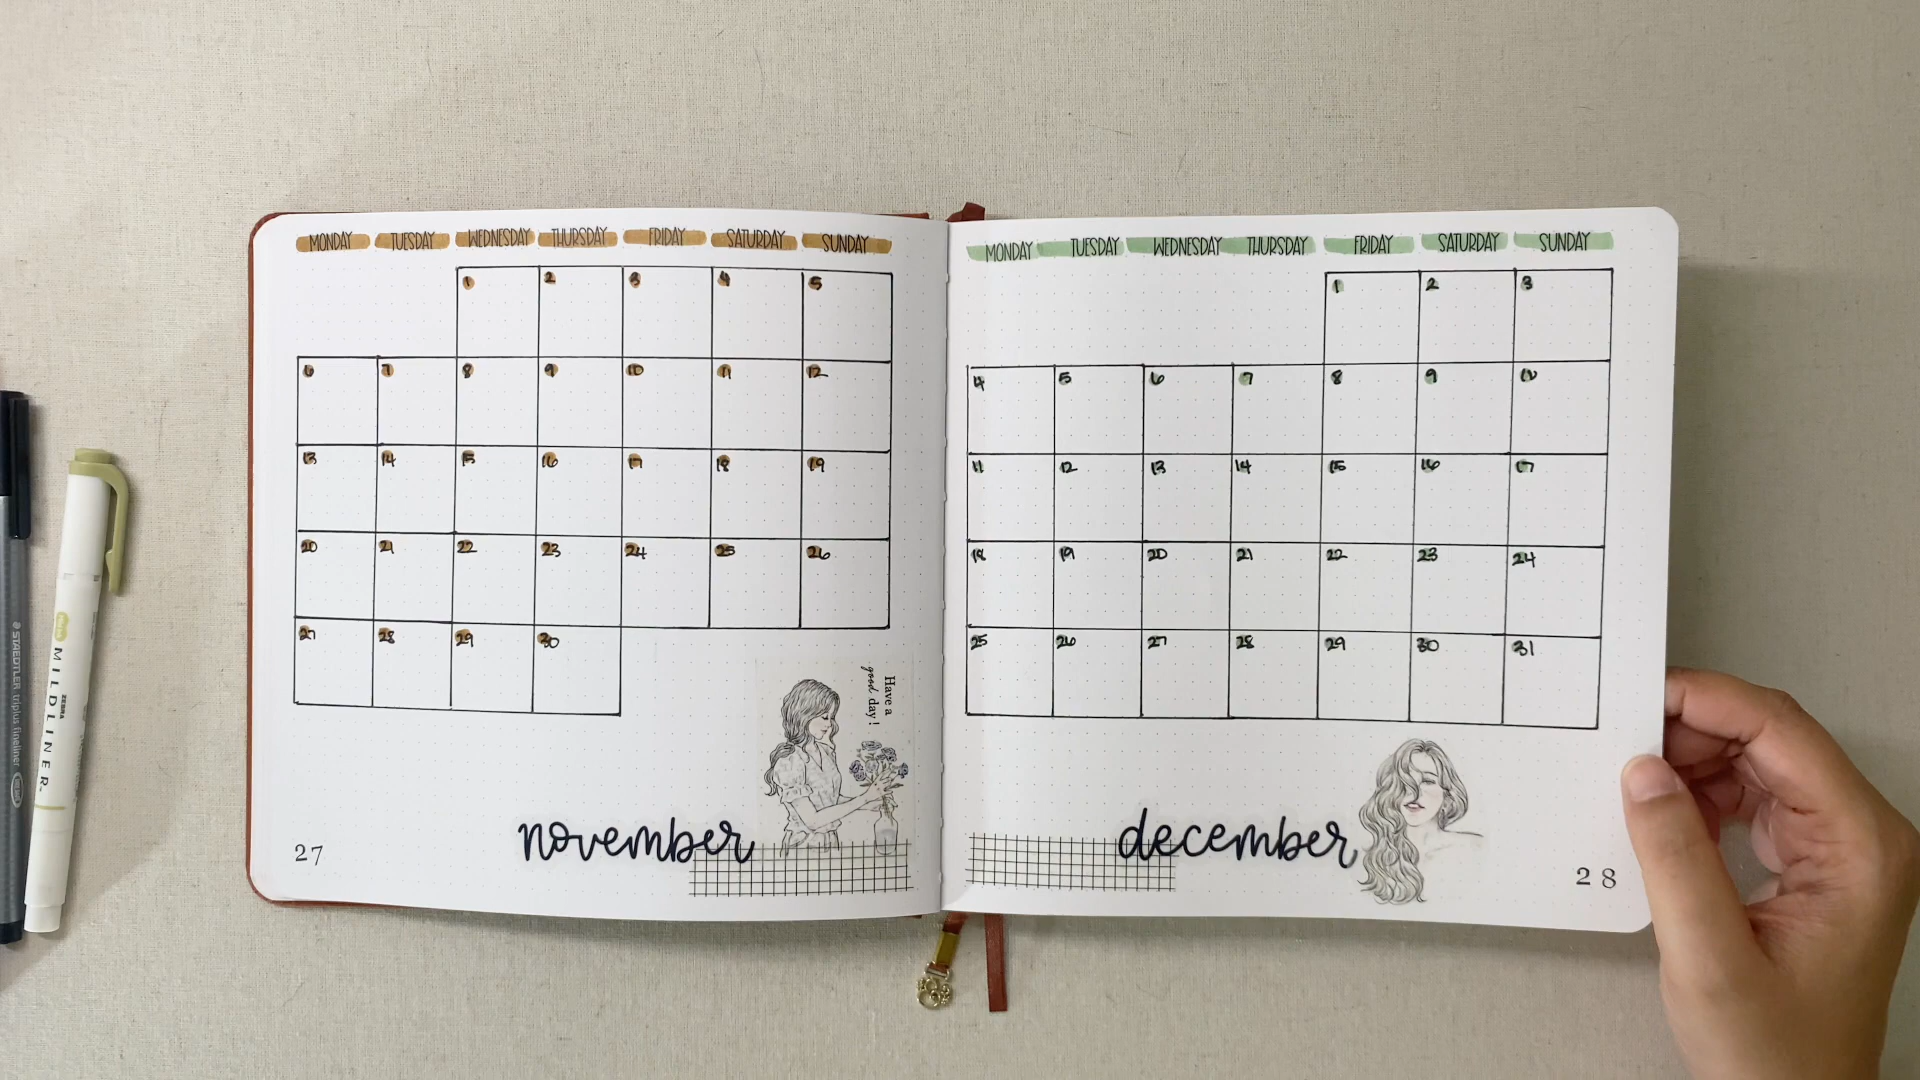 MONDAY TUESDAY WEDNESDAY THURSDAY FRIDAY SATURDAY SUNDAY
1 2 3 4 5
6 7 8 9 10 11 12
13 14 15 16 17 18 19
20 21 22 23 24 25 26
27 28 29 30
Have a
good day!
november
27
MONDAY TUESDAY WEDNESDAY THURSDAY FRIDAY SATURDAY SUNDAY
1 2 3
4 5 6 7 8 9 10
11 12 13 14 15 16 17
18 19 20 21 22 23 24
25 26 27 28 29 30 31
december
28
STAEDTLER triplus fineliner
ZEBRA
MILDLINER